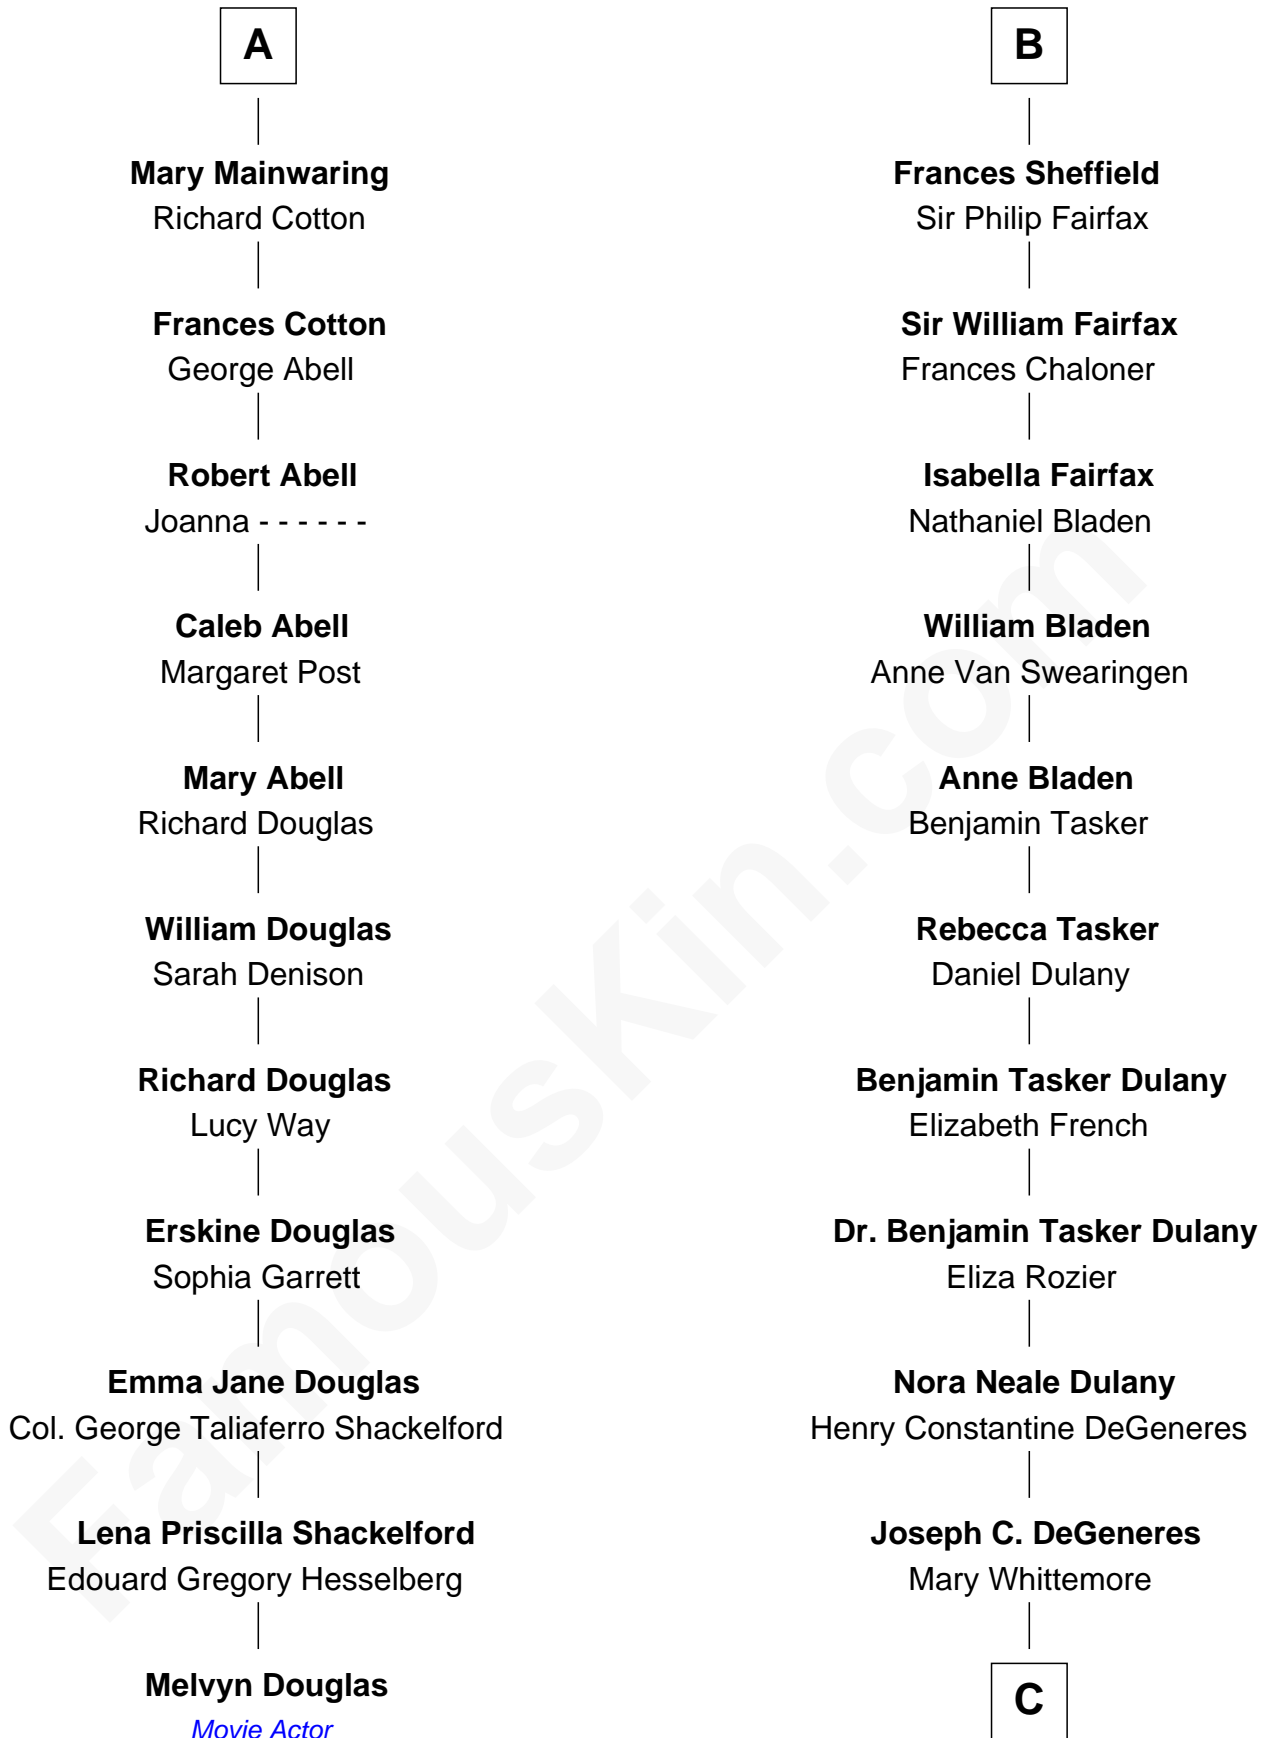 A
Mary Mainwaring
Richard Cotton
Frances Cotton
George Abell
Robert Abell
Joanna - - - - - -
Caleb Abell
Margaret Post
Mary Abell
Richard Douglas
William Douglas
Sarah Denison
Richard Douglas
Lucy Way
Erskine Douglas
Sophia Garrett
Emma Jane Douglas
Col. George Taliaferro Shackelford
Lena Priscilla Shackelford
Edouard Gregory Hesselberg
Melvyn Douglas
Movie Actor
B
Frances Sheffield
Sir Philip Fairfax
Sir William Fairfax
Frances Chaloner
Isabella Fairfax
Nathaniel Bladen
William Bladen
Anne Van Swearingen
Anne Bladen
Benjamin Tasker
Rebecca Tasker
Daniel Dulany
Benjamin Tasker Dulany
Elizabeth French
Dr. Benjamin Tasker Dulany
Eliza Rozier
Nora Neale Dulany
Henry Constantine DeGeneres
Joseph C. DeGeneres
Mary Whittemore
C
FamousKin.com